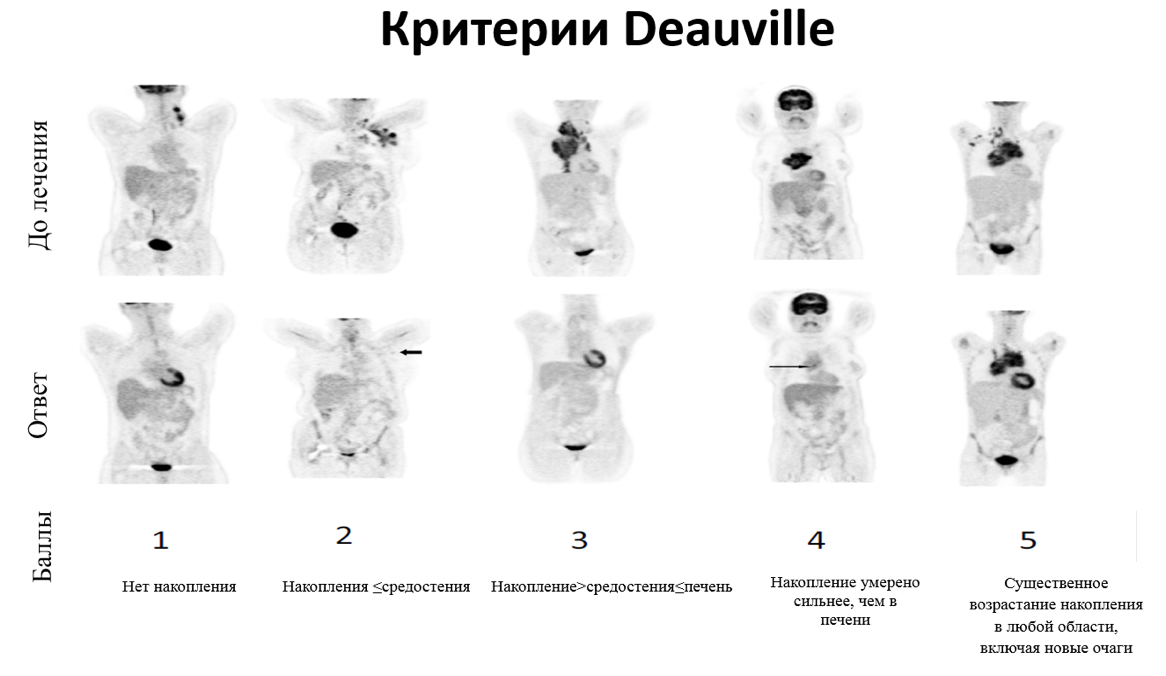 Критерии Deauville
До лечения
Ответ
Баллы
1
2
3
4
5
Нет накопления
Накопления ≤средостения
Накопление>средостения≤печень
Накопление умерено
сильнее, чем в
печени
Существенное
возрастание накопления
в любой области,
включая новые очаги